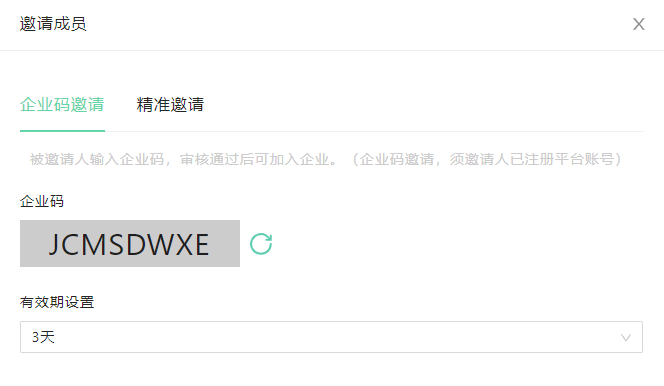 邀请成员
企业码邀请 精准邀请
被邀请人输入企业码，审核通过后可加入企业。（企业码邀请，须邀请人已注册平台账号）
企业码
JCMSDWXE
有效期设置
3天